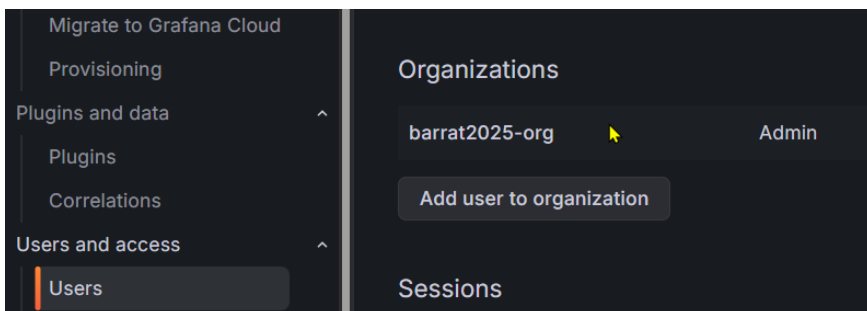 Migrate to Grafana Cloud
Provisioning
Plugins and data
Plugins
Correlations
Users and access
Users
Organizations
barrat2025-org Admin
Add user to organization
Sessions